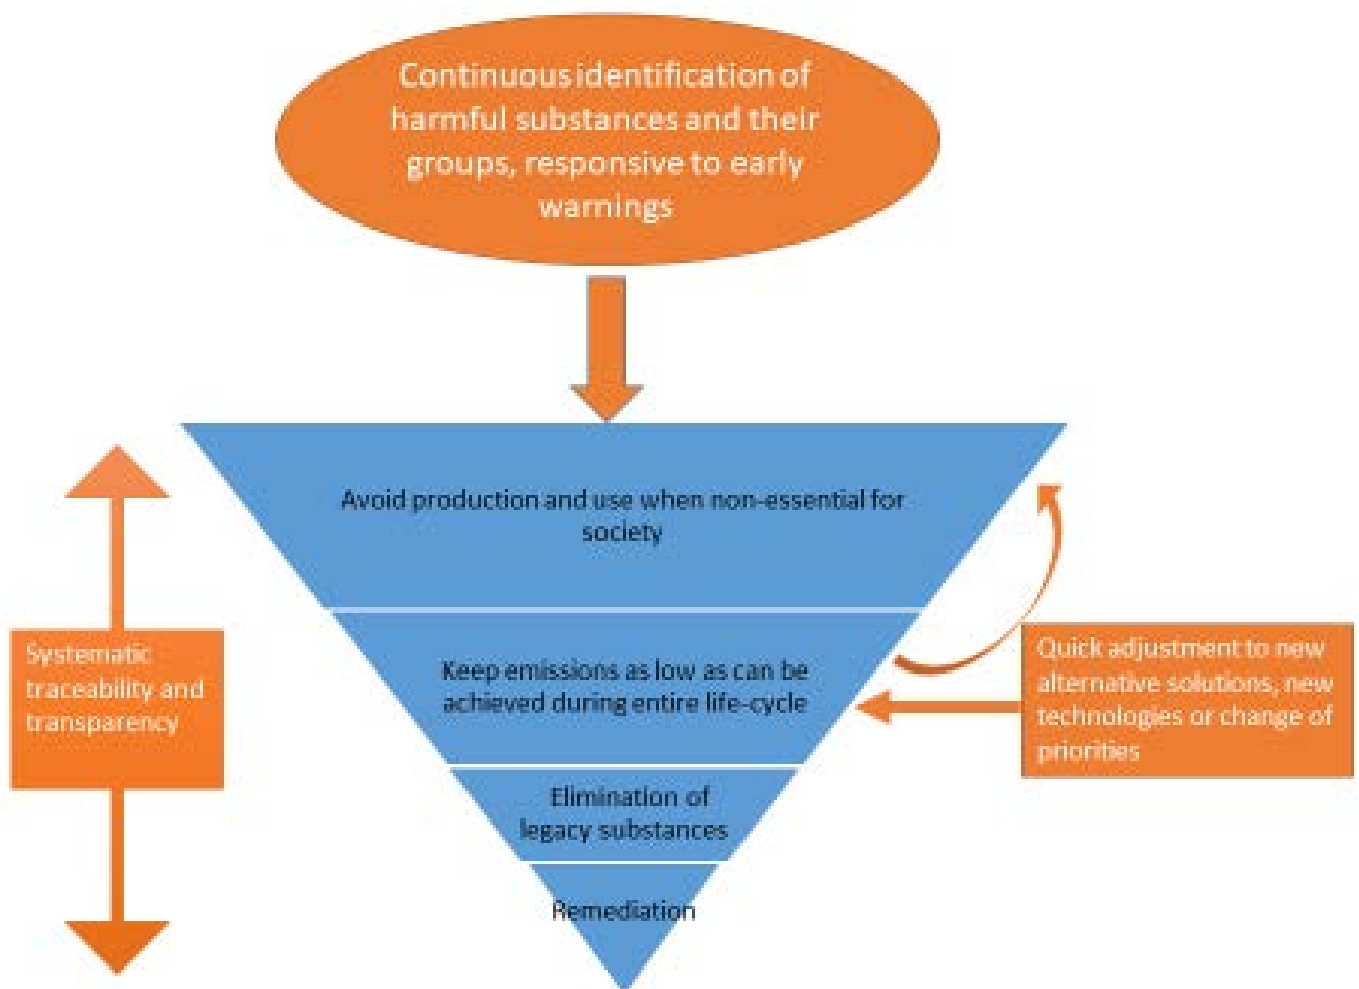 Continuous identification of
harmful substances and their
groups, responsive to early
warnings
Avoid production and use when non-essential for
society
Systematic
traceability and
transparency
Keep emissions as low as can be
achieved during entire life-cycle
Quick adjustment to new
alternative solutions, new
technologies or change of
priorities
Elimination of
legacy substances
Remediation